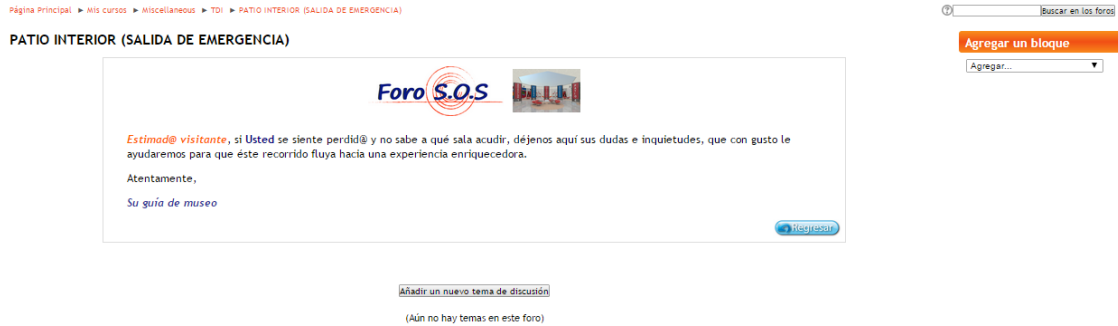 Página Principal ► Mis cursos ► Miscellaneous ► TDI ► PATIO INTERIOR (SALIDA DE EMERGENCIA)
Buscar en los foros
PATIO INTERIOR (SALIDA DE EMERGENCIA)
Agregar un bloque
Agregar...
Foro S.O.S
Estimad@ visitante, si Usted se siente perdid@ y no sabe a qué sala acudir, déjenos aquí sus dudas e inquietudes, que con gusto le
ayudaremos para que éste recorrido fluya hacia una experiencia enriquecedora.
Atentamente,
Su guía de museo
Regresar
Añadir un nuevo tema de discusión
(Aún no hay temas en este foro)